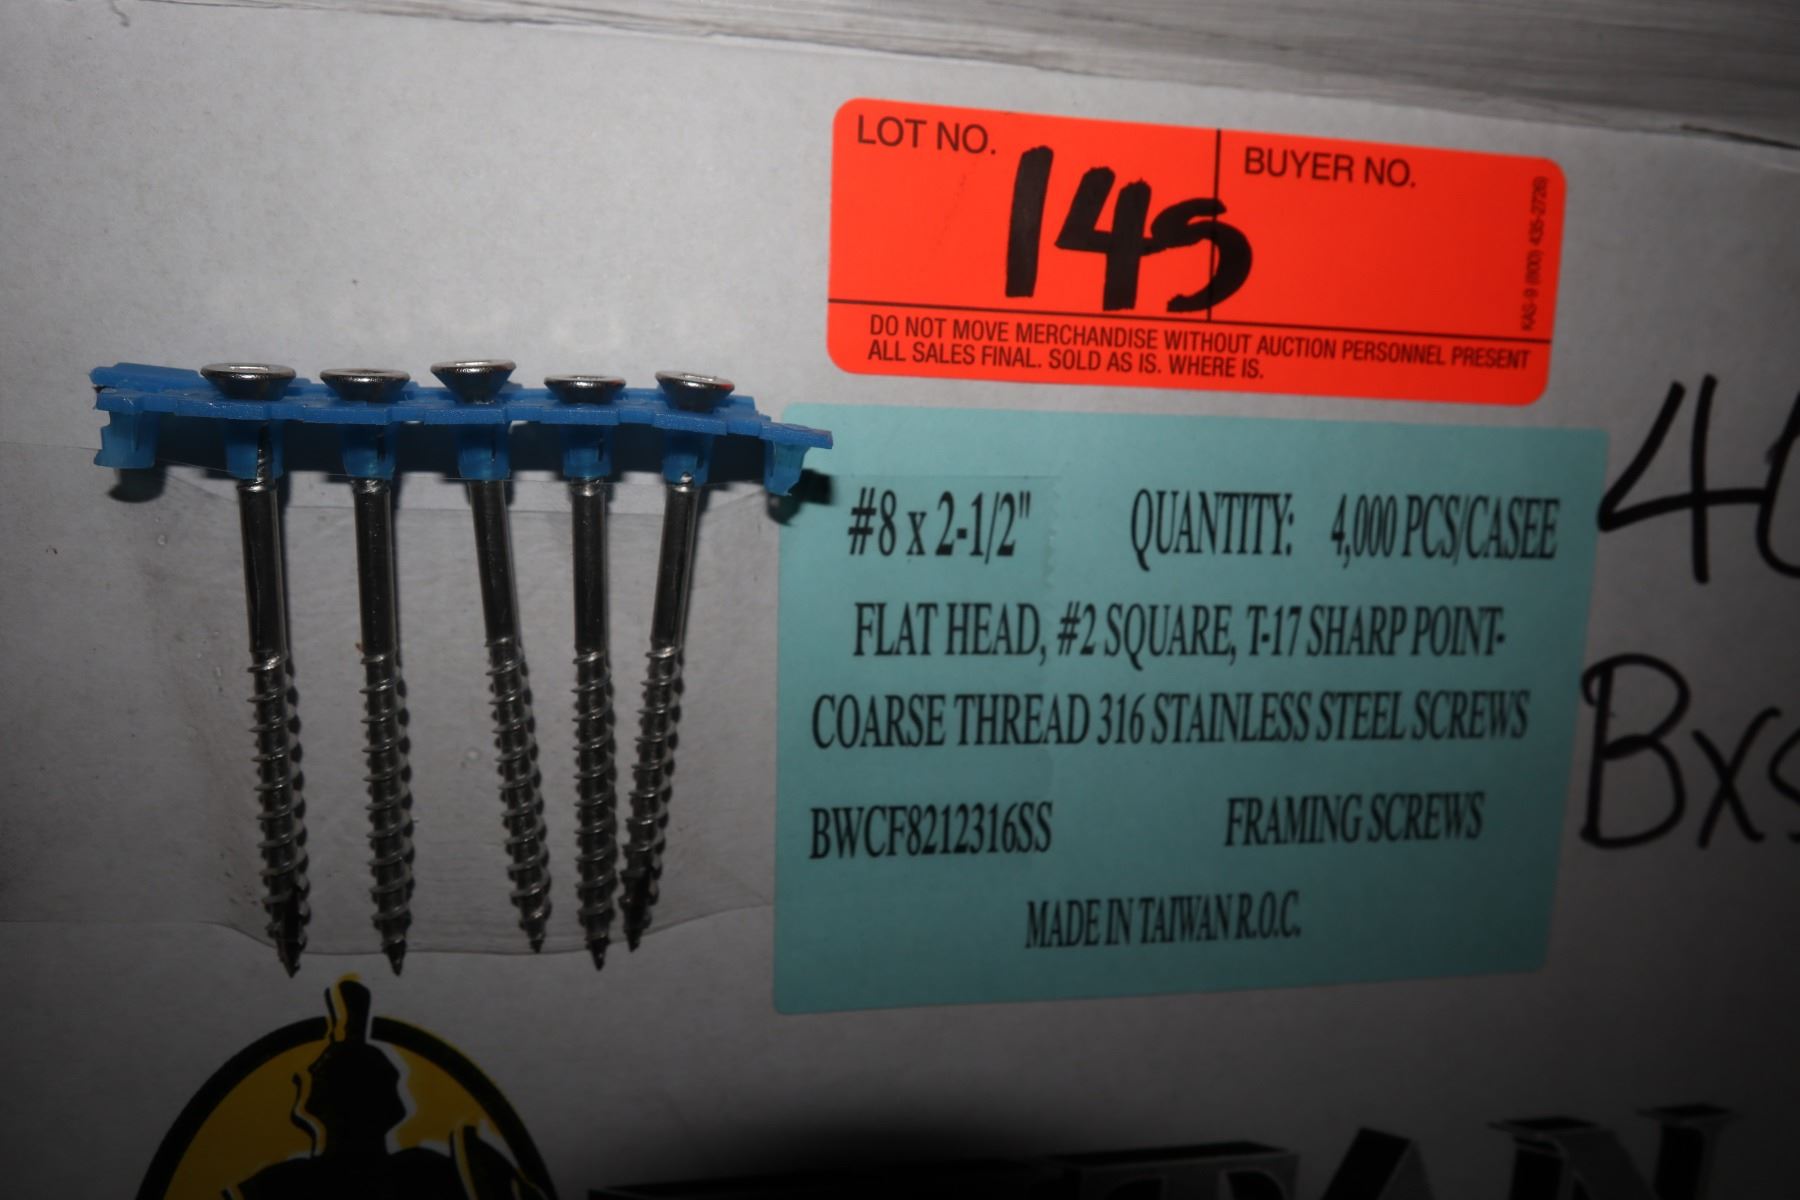 LOT NO. 145 BUYER NO.
KAS-9 (800) 435-2726)
DO NOT MOVE MERCHANDISE WITHOUT AUCTION PERSONNEL PRESENT
ALL SALES FINAL. SOLD AS IS. WHERE IS.
#8 x 2-1/2" QUANTITY: 4,000 PCS/CASEE
FLAT HEAD, #2 SQUARE, T-17 SHARP POINT-
COARSE THREAD 316 STAINLESS STEEL SCREWS
BWCF8212316SS FRAMING SCREWS
MADE IN TAIWAN R.O.C.
Bxs